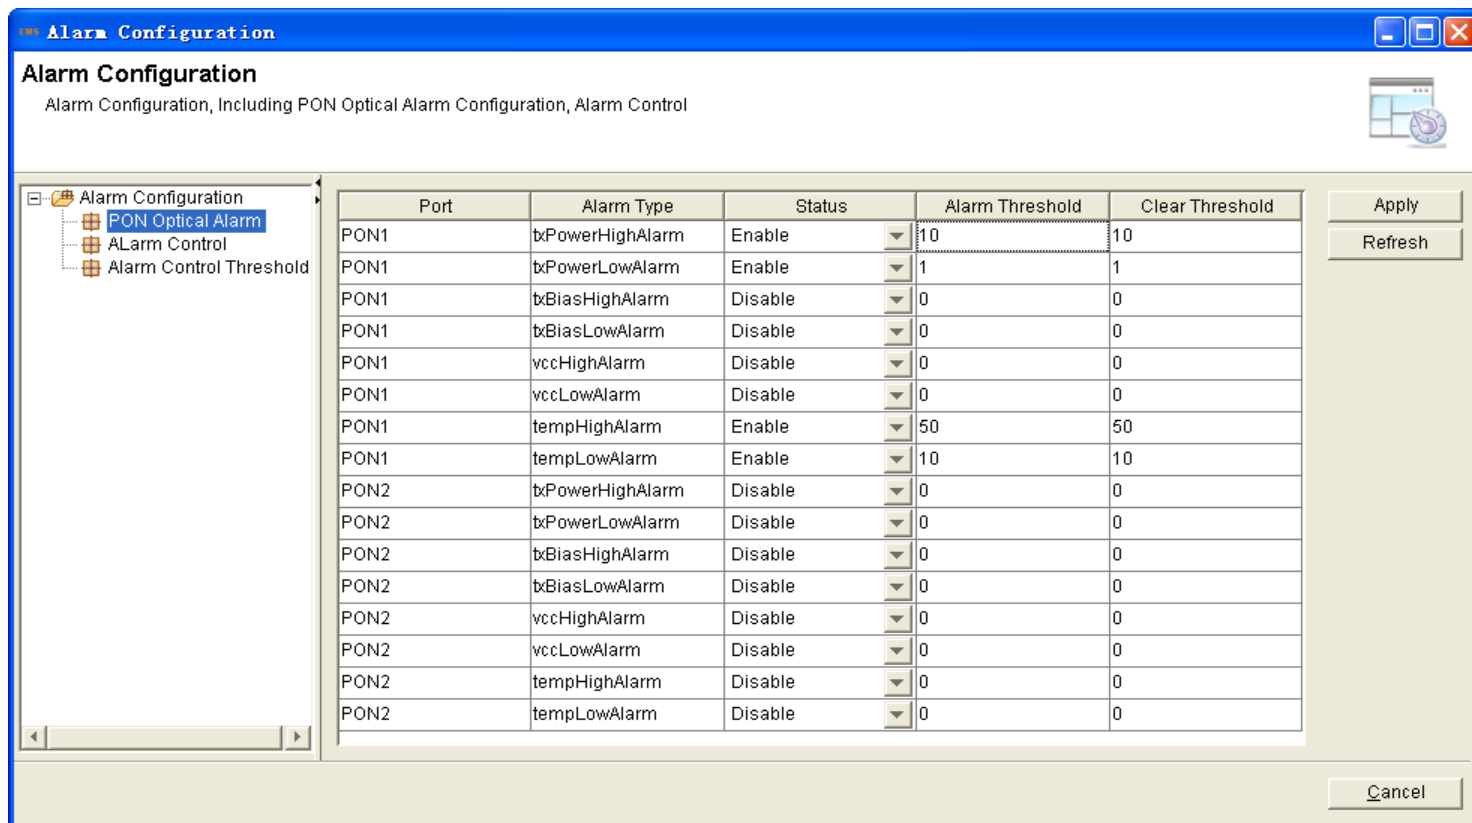 EMS Alarm Configuration
Alarm Configuration
Alarm Configuration, Including PON Optical Alarm Configuration, Alarm Control
Alarm Configuration
PON Optical Alarm
ALarm Control
Alarm Control Threshold
Port Alarm Type Status Alarm Threshold Clear Threshold
PON1 txPowerHighAlarm Enable 10 10
PON1 txPowerLowAlarm Enable 1 1
PON1 txBiasHighAlarm Disable 0 0
PON1 txBiasLowAlarm Disable 0 0
PON1 vccHighAlarm Disable 0 0
PON1 vccLowAlarm Disable 0 0
PON1 tempHighAlarm Enable 50 50
PON1 tempLowAlarm Enable 10 10
PON2 txPowerHighAlarm Disable 0 0
PON2 txPowerLowAlarm Disable 0 0
PON2 txBiasHighAlarm Disable 0 0
PON2 txBiasLowAlarm Disable 0 0
PON2 vccHighAlarm Disable 0 0
PON2 vccLowAlarm Disable 0 0
PON2 tempHighAlarm Disable 0 0
PON2 tempLowAlarm Disable 0 0
Apply
Refresh
Cancel